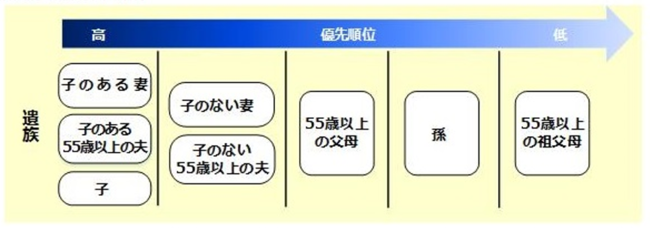 高 優先順位 低
遺族
子のある妻
子のある
55歳以上の夫
子
子のない妻
子のない
55歳以上の夫
55歳以上
の父母
孫
55歳以上
の祖父母